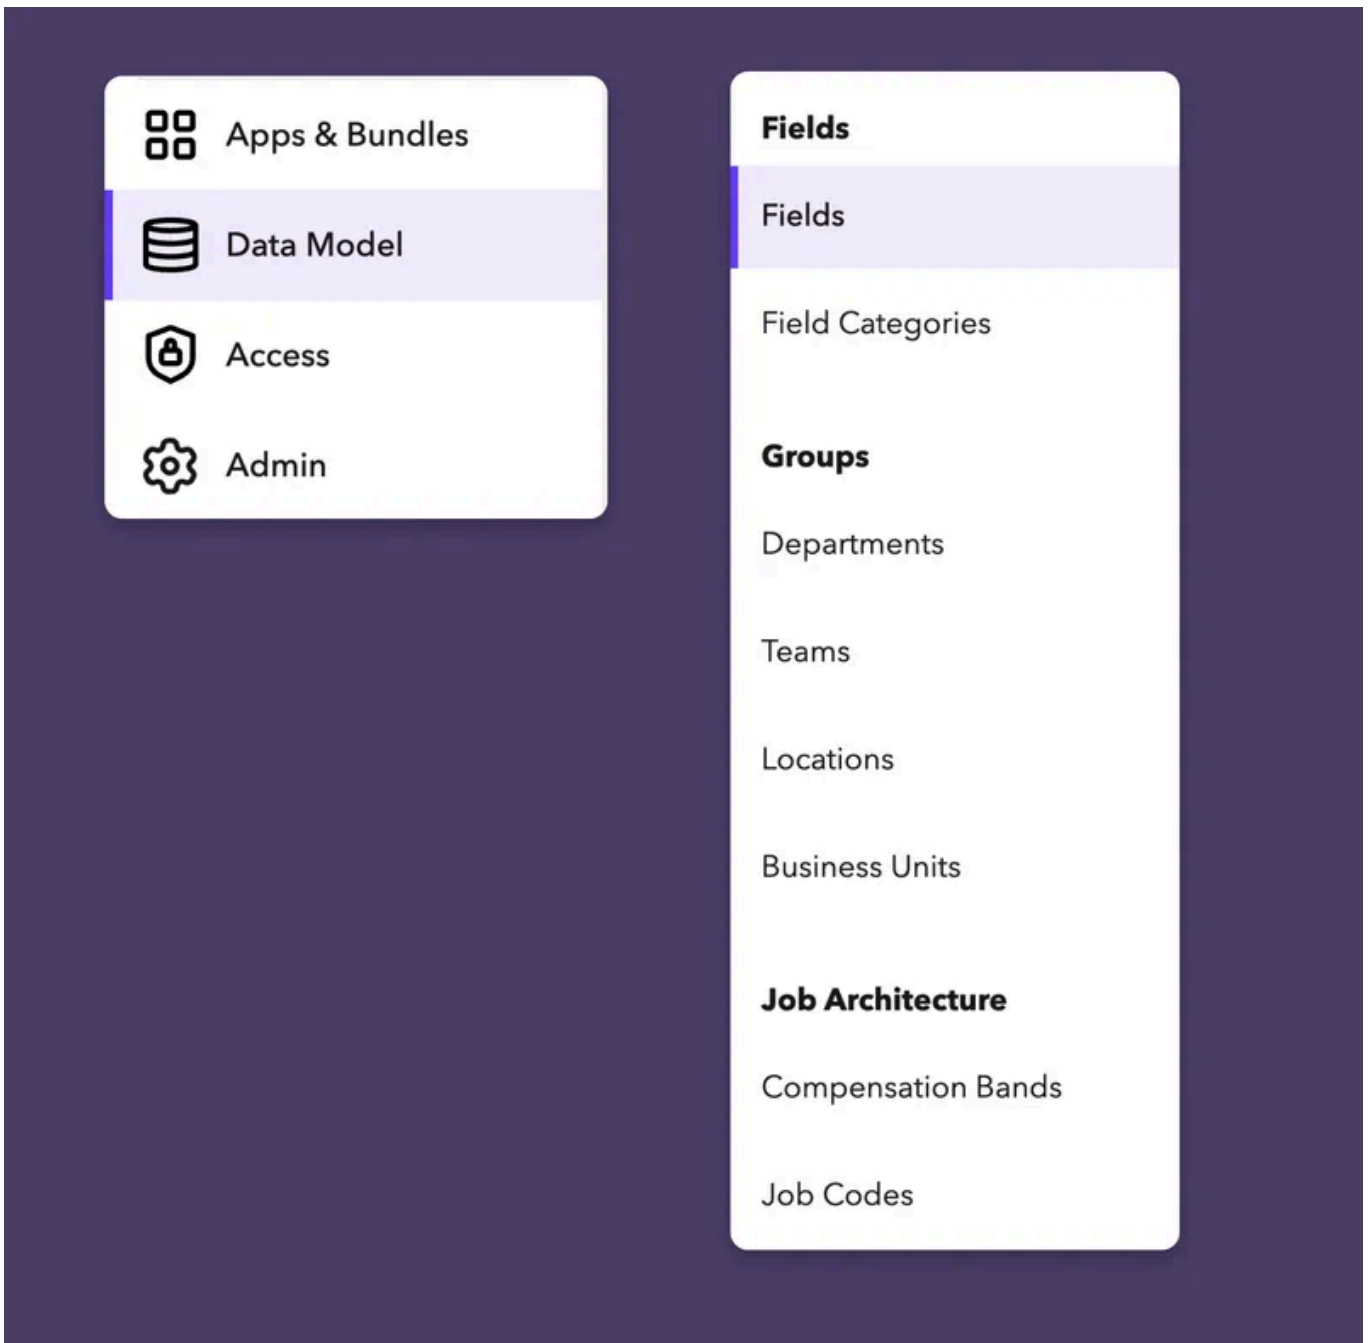 Apps & Bundles
Data Model
Access
Admin
Fields
Fields
Field Categories
Groups
Departments
Teams
Locations
Business Units
Job Architecture
Compensation Bands
Job Codes